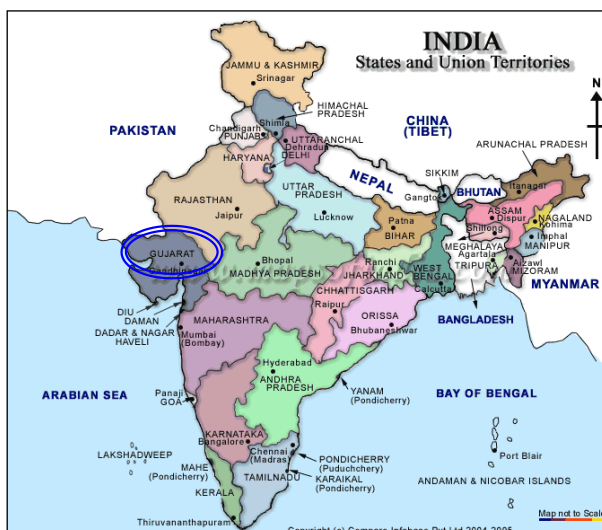 INDIA
States and Union Territories
N
JAMMU & KASHMIR
Srinagar
HIMACHAL
PRADESH
Shimla
PAKISTAN
Chandigarh
PUNJAB
UTTARANCHAL
Dehradun
CHINA
(TIBET)
HARYANA
DELHI
ARUNACHAL PRADESH
RAJASTHAN
Jaipur
UTTAR
PRADESH
Lucknow
NEPAL
SIKKIM
Gangtok
BHUTAN
Itanagar
ASSAM
Dispur
NAGALAND
Kohima
Patna
BIHAR
Shillong
MEGHALAYA
Imphal
MANIPUR
GUJARAT
Gandhinagar
Bhopal
MADHYA PRADESH
Ranchi
JHARKHAND
WEST
BENGAL
Calcutta
Agartala
TRIPURA
Aizawl
MIZORAM
MYANMAR
CHHATTISGARH
Raipur
BANGLADESH
DIU
DAMAN
DADAR & NAGAR
HAVELI
MAHARASHTRA
Mumbai
(Bombay)
ORISSA
Bhubaneshwar
Hyderabad
ANDHRA
PRADESH
YANAM
(Pondicherry)
ARABIAN SEA
BAY OF BENGAL
Panaji
GOA
KARNATAKA
Bangalore
Chennai
(Madras)
PONDICHERRY
(Puduchery)
LAKSHADWEEP
MAHE
(Pondicherry)
KARAIKAL
(Pondicherry)
TAMILNADU
Port Blair
ANDAMAN & NICOBAR ISLANDS
KERALA
Thiruvananthapuram
Map not to Scale